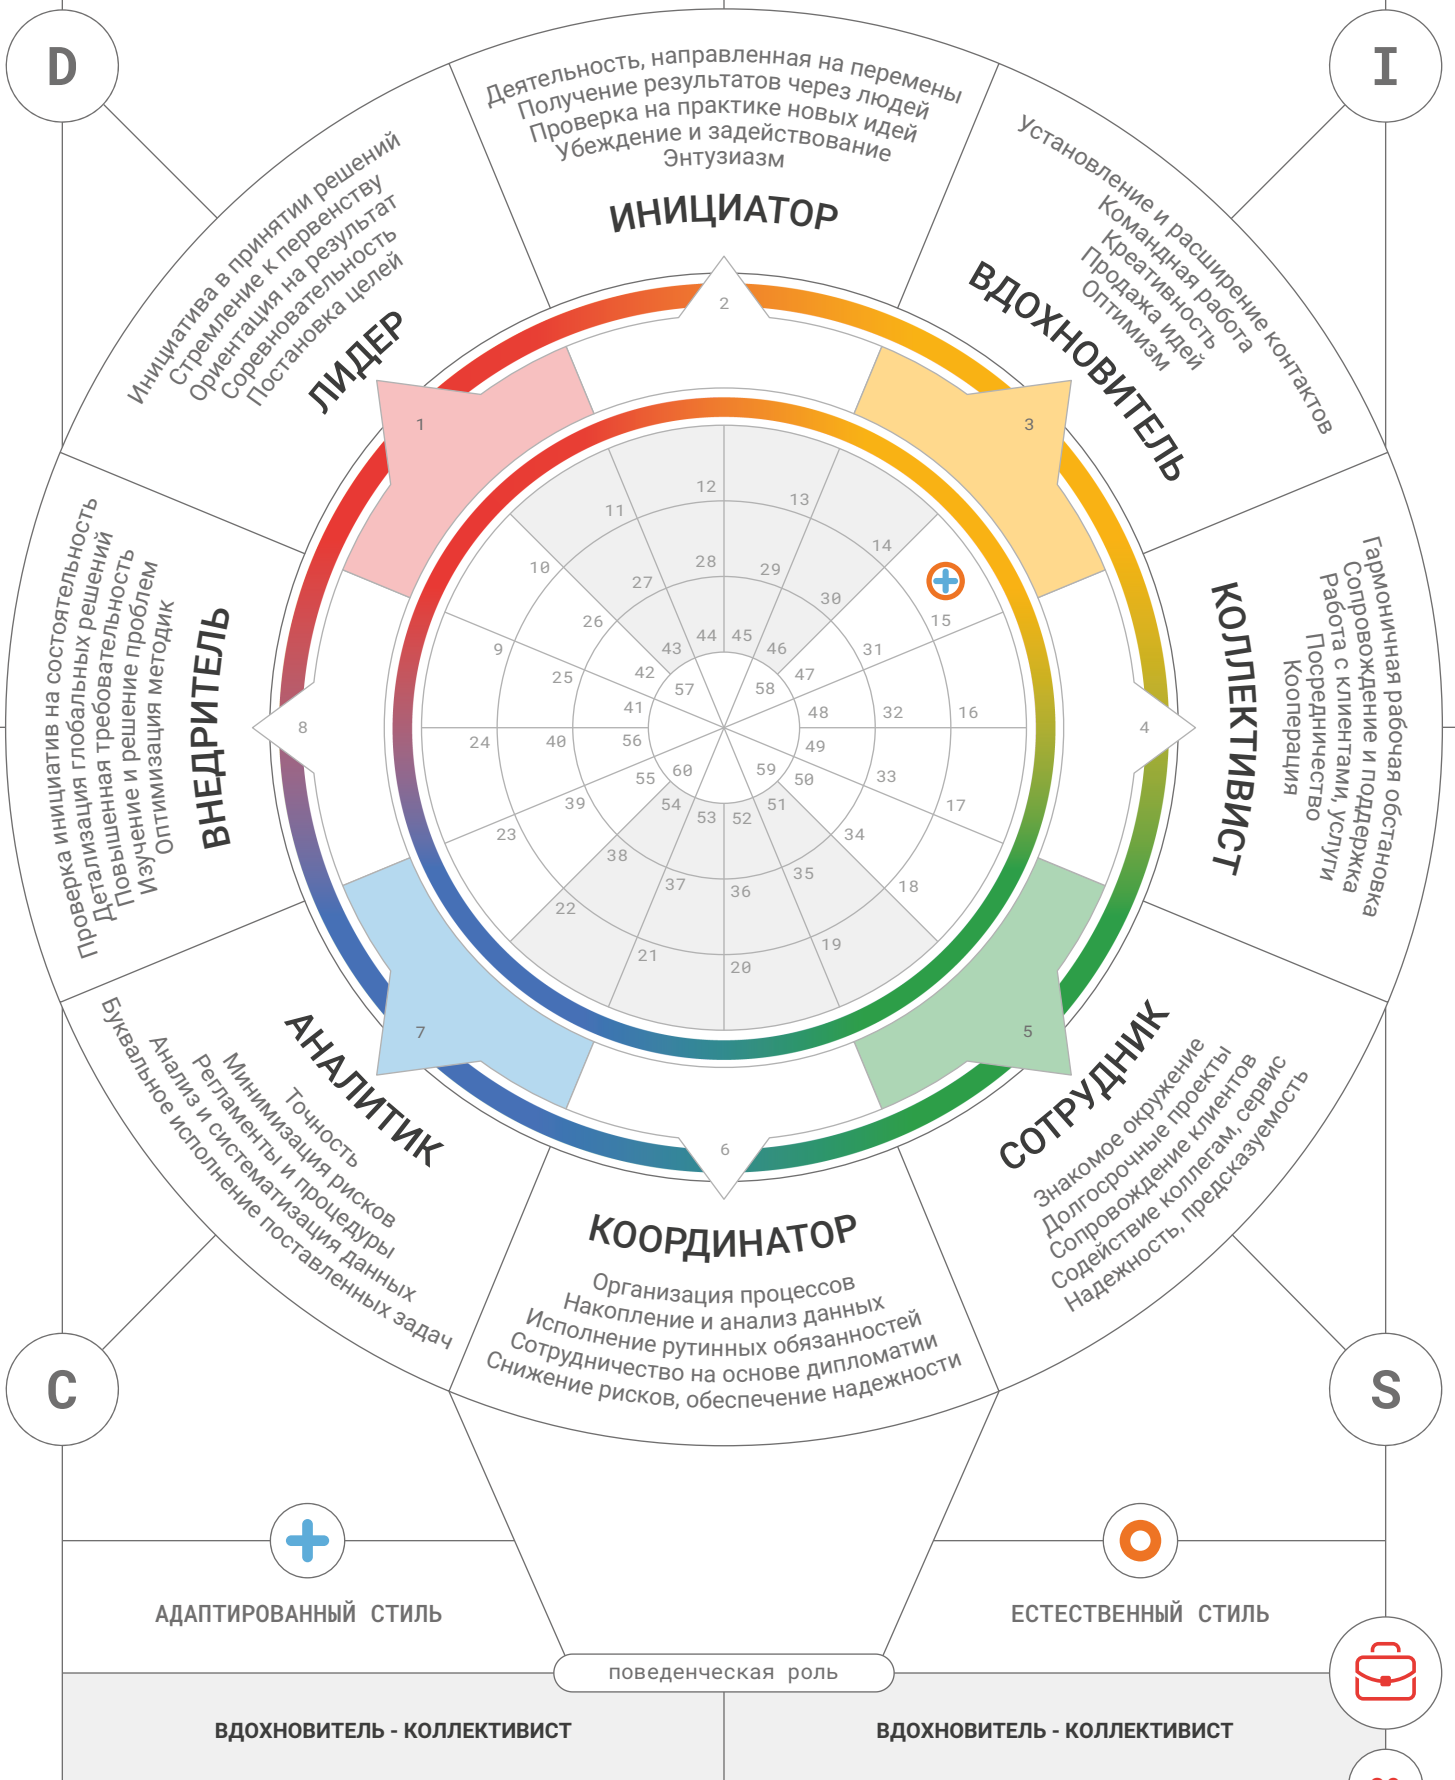 D
I
Деятельность, направленная на перемены
Получение результатов через людей
Проверка на практике новых идей
Убеждение и задействование
Энтузиазм
ИНИЦИАТОР
Инициатива в принятии решений
Стремление к первенству
Ориентация на результат
Соревновательность
Постановка целей
ЛИДЕР
Установление и расширение контактов
Командная работа
Креативность
Продажа идей
Оптимизм
ВДОХНОВИТЕЛЬ
2
1
3
12
13
11
14
10
28
29
27
30
26
15
9
31
25
44
45
43
46
42
47
57
58
41
48
32
16
8
4
24
40
56
49
33
55
60
59
50
39
54
53
52
51
17
23
34
38
37
36
35
18
22
21
20
19
7
5
6
Проверка инициатив на состоятельность
Детализация глобальных решений
Повышенная требовательность
Изучение и решение проблем
Оптимизация методик
ВНЕДРИТЕЛЬ
Гармоничная рабочая обстановка
Сопровождение и поддержка
Работа с клиентами, услуги
Посредничество
Кооперация
КОЛЛЕКТИВИСТ
АНАЛИТИК
Точность
Минимизация рисков
Регламенты и процедуры
Анализ и систематизация данных
Буквальное исполнение поставленных задач
СОТРУДНИК
Знакомое окружение
Долгосрочные проекты
Сопровождение клиентов
Содействие коллегам, сервис
Надежность, предсказуемость
КООРДИНАТОР
Организация процессов
Накопление и анализ данных
Исполнение рутинных обязанностей
Сотрудничество на основе дипломатии
Снижение рисков, обеспечение надежности
C
S
АДАПТИРОВАННЫЙ СТИЛЬ
ЕСТЕСТВЕННЫЙ СТИЛЬ
поведенческая роль
ВДОХНОВИТЕЛЬ - КОЛЛЕКТИВИСТ
ВДОХНОВИТЕЛЬ - КОЛЛЕКТИВИСТ